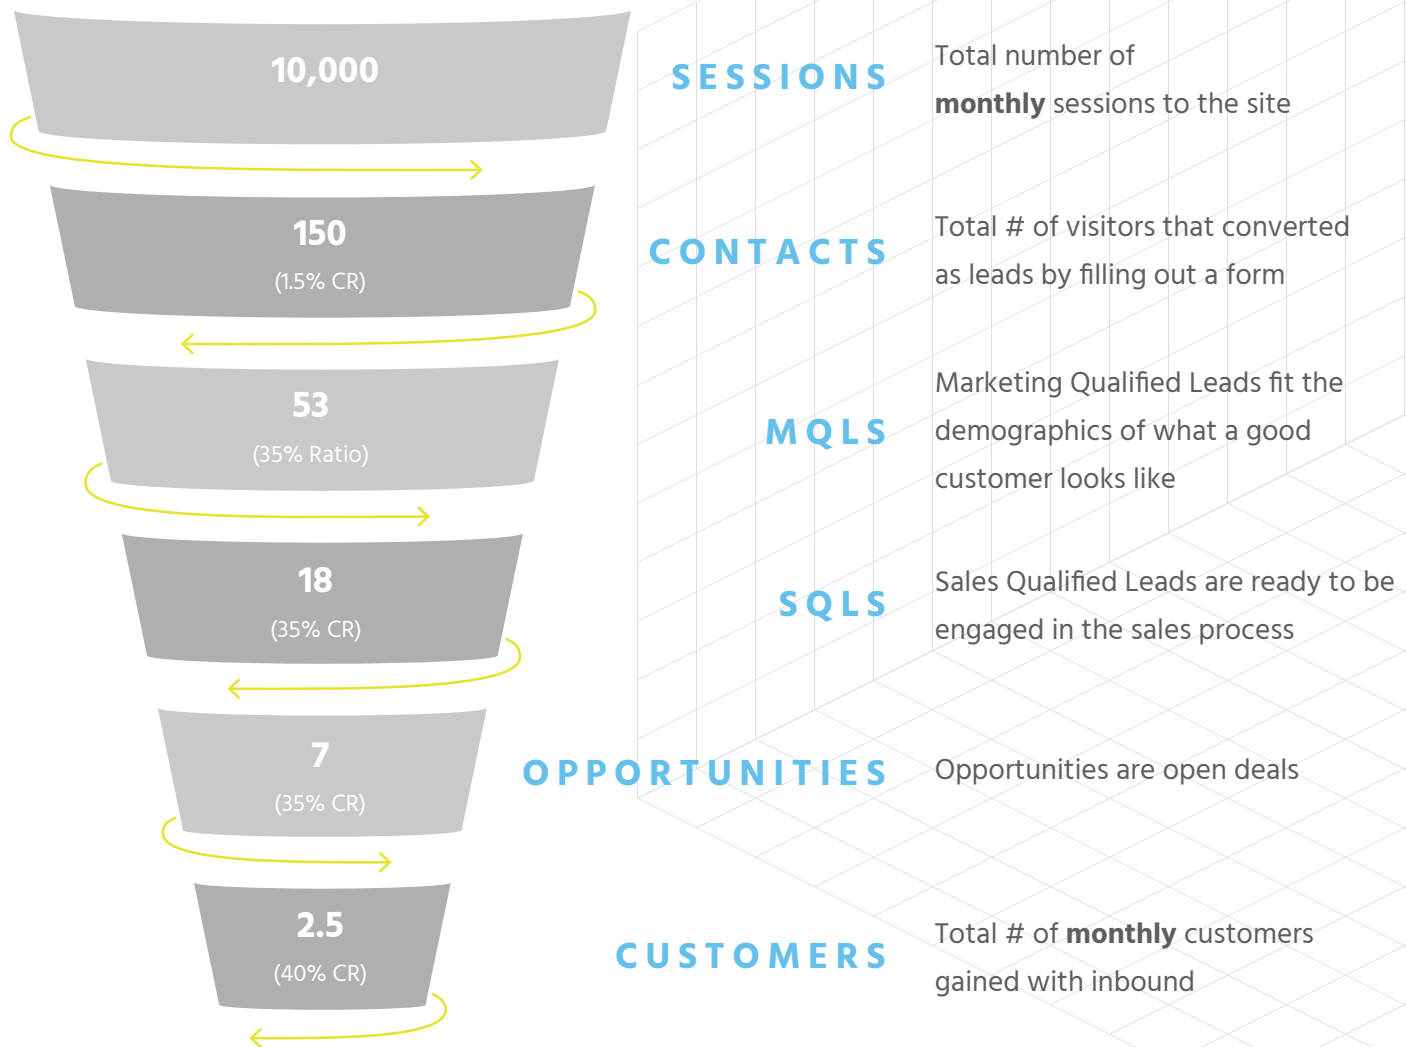 10,000
SESSIONS
Total number of
monthly sessions to the site
150
(1.5% CR)
CONTACTS
Total # of visitors that converted
as leads by filling out a form
53
(35% Ratio)
MQLS
Marketing Qualified Leads fit the
demographics of what a good
customer looks like
18
(35% CR)
SQLS
Sales Qualified Leads are ready to be
engaged in the sales process
7
(35% CR)
OPPORTUNITIES
Opportunities are open deals
2.5
(40% CR)
CUSTOMERS
Total # of monthly customers
gained with inbound